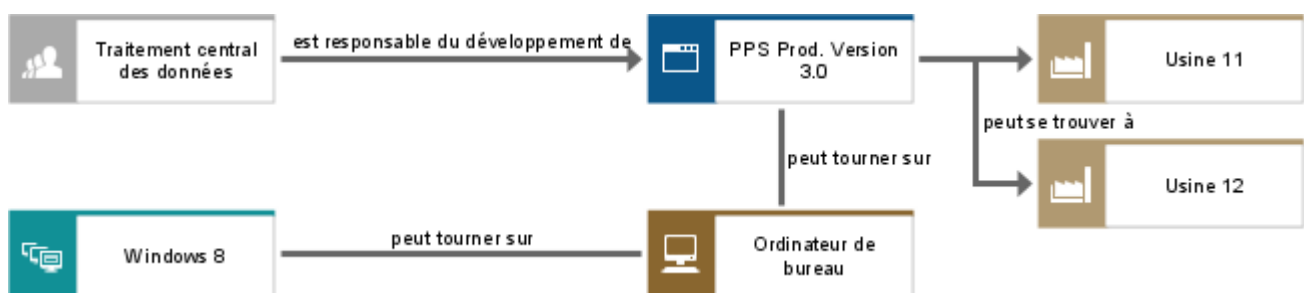 Traitement central
des données
est responsable du développement de
PPS Prod. Version
3.0
Usine 11
peut se trouver à
peut tourner sur
Usine 12
Windows 8
peut tourner sur
Ordinateur de
bureau